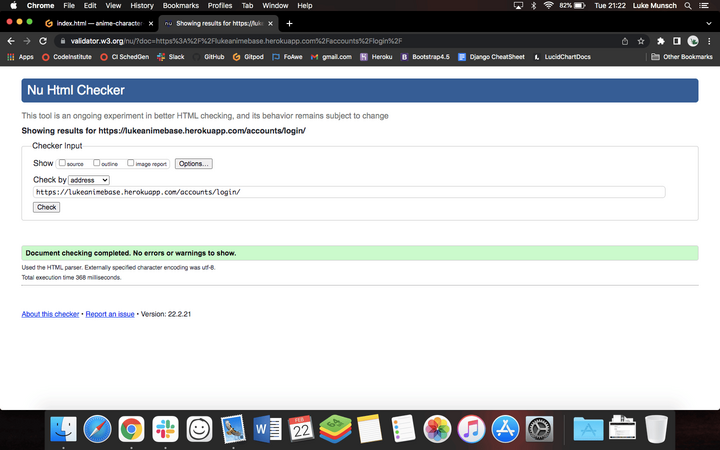 Chrome File Edit View History Bookmarks Profiles Tab Window Help 82% Tue 21:22 Luke Munsch
index.html — anime-character Showing results for https://luke
validator.w3.org/nu/?doc=https%3A%2F%2Flukeanimebase.herokuapp.com%2Faccounts%2Flogin%2F
Apps CodeInstitute CI SchedGen Slack GitHub Gitpod FoAwe gmail.com Heroku Bootstrap4.5 Django CheatSheet LucidChartDocs Other Bookmarks
Nu Html Checker
This tool is an ongoing experiment in better HTML checking, and its behavior remains subject to change
Showing results for https://lukeanimebase.herokuapp.com/accounts/login/
Checker Input
Show source outline image report Options...
Check by address
https://lukeanimebase.herokuapp.com/accounts/login/
Check
Document checking completed. No errors or warnings to show.
Used the HTML parser. Externally specified character encoding was utf-8.
Total execution time 368 milliseconds.
About this checker • Report an issue • Version: 22.2.21
FEB
22
64